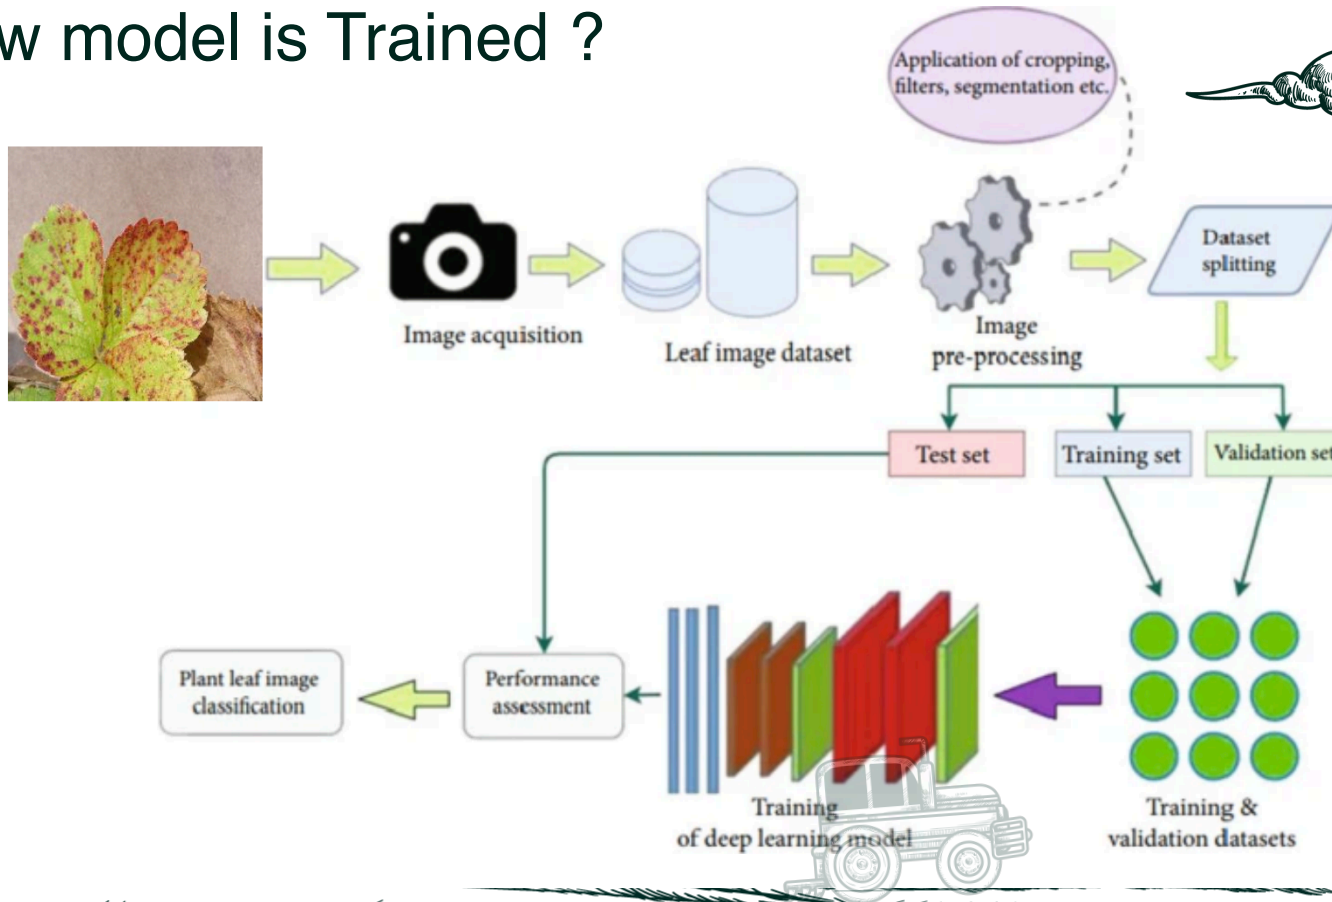 w model is Trained ?
Application of cropping,
filters, segmentation etc.
Image acquisition
Leaf image dataset
Image
pre-processing
Dataset
splitting
Test set
Training set
Validation set
Plant leaf image
classification
Performance
assessment
Training
of deep learning model
Training &
validation datasets